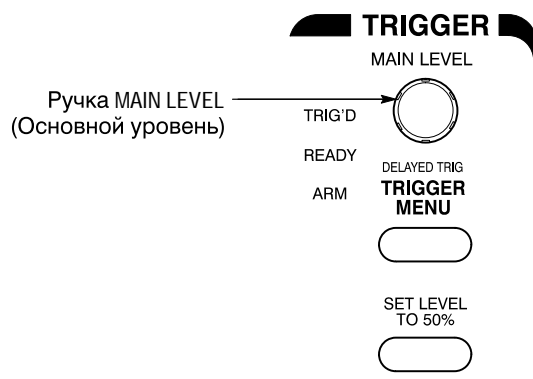 TRIGGER
MAIN LEVEL
Ручка MAIN LEVEL
(Основной уровень)
TRIG'D
READY
ARM
DELAYED TRIG
TRIGGER
MENU
SET LEVEL
TO 50%